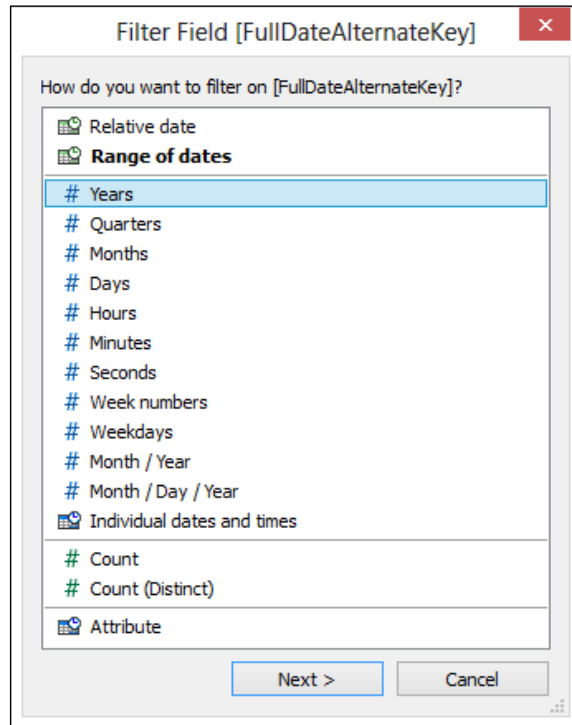 Filter Field [FullDateAlternateKey]
How do you want to filter on [FullDateAlternateKey]?
Relative date
Range of dates
# Years
# Quarters
# Months
# Days
# Hours
# Minutes
# Seconds
# Week numbers
# Weekdays
# Month / Year
# Month / Day / Year
Individual dates and times
# Count
# Count (Distinct)
Attribute
Next >
Cancel